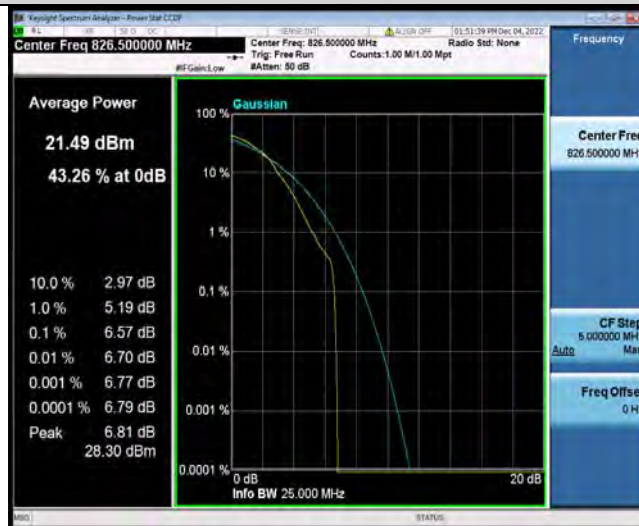 Keysight Spectrum Analyzer - Power Stat CCDF
RL 50 Ω DC SENSE:INT ALIGN OFF 01:51:39 PM Dec 04, 2022
Center Freq 826.500000 MHz
Center Freq: 826.500000 MHz Radio Std: None
Trig: Free Run Counts:1.00 M/1.00 Mpt
#IFGain:Low #Atten: 50 dB
Frequency
Average Power
21.49 dBm
43.26 % at 0dB
10.0 % 2.97 dB
1.0 % 5.19 dB
0.1 % 6.57 dB
0.01 % 6.70 dB
0.001 % 6.77 dB
0.0001 % 6.79 dB
Peak 6.81 dB
28.30 dBm
Gaussian
100 %
10 %
1 %
0.1 %
0.01 %
0.001 %
0.0001 %
0 dB 20 dB
Info BW 25.000 MHz
Center Freq
826.500000 MH
CF Step
5.000000 MH
Auto Ma
Freq Offse
0 H
MSG STATUS